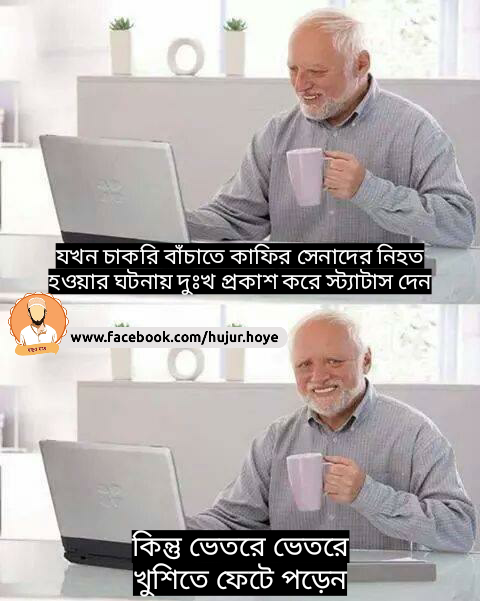 যখন চাকরি বাঁচাতে কাফির সেনাদের নিহত
হওয়ার ঘটনায় দুঃখ প্রকাশ করে স্ট্যাটাস দেন
www.facebook.com/hujur.hoye
কিন্তু ভেতরে ভেতরে
খুশিতে ফেটে পড়েন